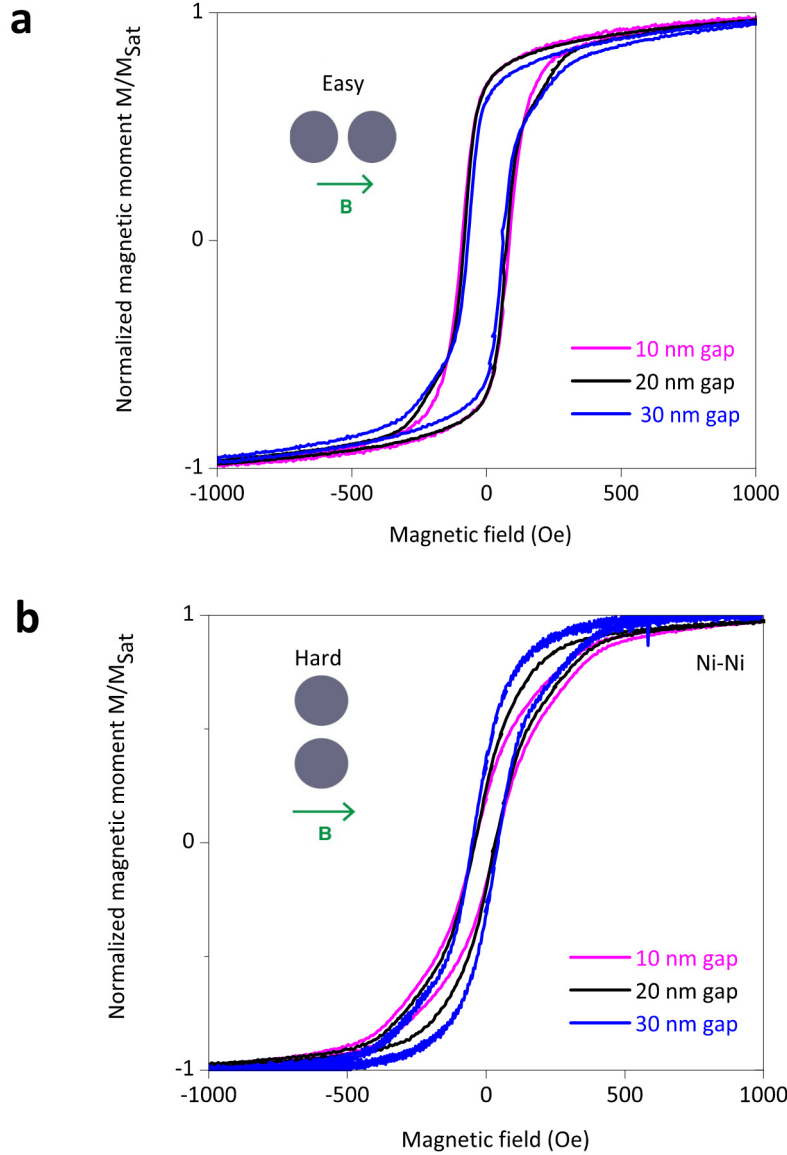 a
Normalized magnetic moment M/M_Sat
1
0
-1
Easy
B
10 nm gap
20 nm gap
30 nm gap
-1000
-500
0
500
1000
Magnetic field (Oe)
b
Normalized magnetic moment M/M_Sat
1
0
-1
Hard
B
Ni-Ni
10 nm gap
20 nm gap
30 nm gap
-1000
-500
0
500
1000
Magnetic field (Oe)